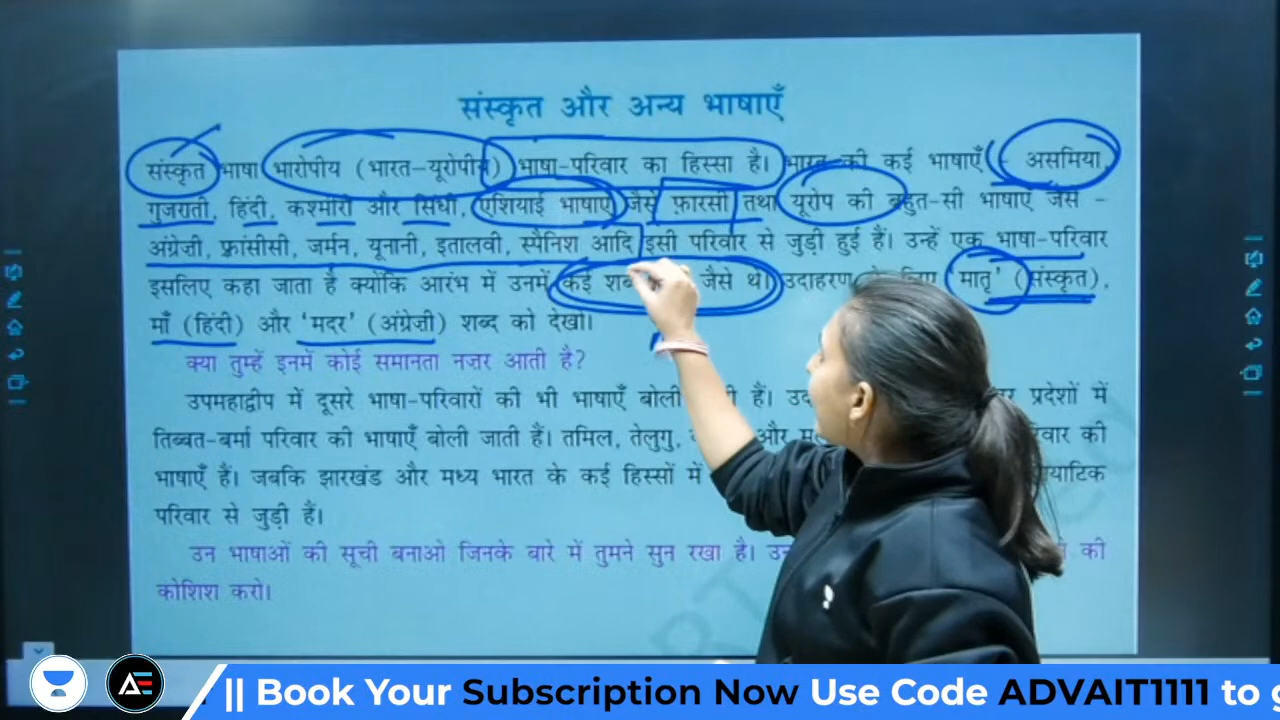 संस्कृत और अन्य भाषाएँ
संस्कृत भाषा भारोपीय (भारत-यूरोपीय) भाषा-परिवार का हिस्सा है। भारत की कई भाषाएँ - असमिया,
गुजराती, हिंदी, कश्मीरी और सिंधी, एशियाई भाषाएँ जैसे फ़ारसी तथा यूरोप की बहुत-सी भाषाएँ जैसे -
अंग्रेज़ी, फ़्रांसीसी, जर्मन, यूनानी, इतालवी, स्पैनिश आदि इसी परिवार से जुड़ी हुई हैं। उन्हें एक भाषा-परिवार
इसलिए कहा जाता है क्योंकि आरंभ में उनमें कई जैसे थे। उदाहरण 'मातृ' (संस्कृत),
माँ (हिंदी) और 'मदर' (अंग्रेज़ी) शब्द को देखो।
क्या तुम्हें इनमें कोई समानता नज़र आती है?
उपमहाद्वीप में दूसरे भाषा-परिवारों की भी भाषाएँ बोली हैं। प्रदेशों में
तिब्बत-बर्मा परिवार की भाषाएँ बोली जाती हैं। तमिल, तेलुगु, और की
भाषाएँ हैं। जबकि झारखंड और मध्य भारत के कई हिस्सों में
परिवार से जुड़ी हैं।
उन भाषाओं की सूची बनाओ जिनके बारे में तुमने सुन रखा है। की
कोशिश करो।
|| Book Your Subscription Now Use Code ADVAIT1111 to